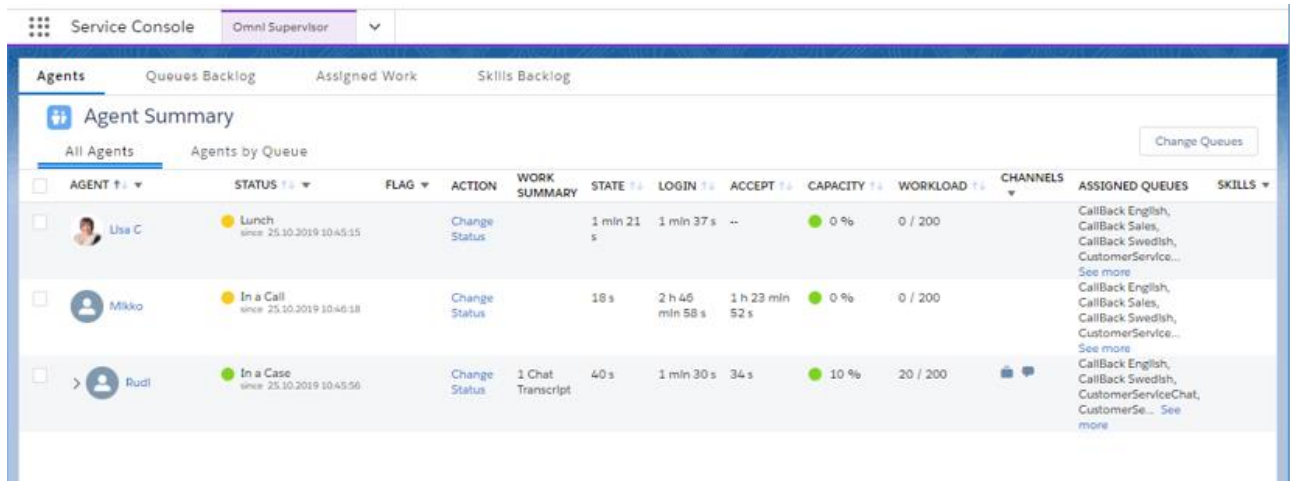 Service Console Omni Supervisor
Agents Queues Backlog Assigned Work Skills Backlog
Agent Summary
Change Queues
All Agents Agents by Queue
AGENT STATUS FLAG ACTION WORK SUMMARY STATE LOGIN ACCEPT CAPACITY WORKLOAD CHANNELS ASSIGNED QUEUES SKILLS
Lisa C
Lunch
since 25.10.2019 10:45:15
Change
Status
1 min 21
s
1 min 37 s
--
0 %
0 / 200
CallBack English,
CallBack Sales,
CallBack Swedish,
CustomerService...
See more
Mikko
In a Call
since 25.10.2019 10:46:18
Change
Status
18 s
2 h 46
min 58 s
1 h 23 min
52 s
0 %
0 / 200
CallBack English,
CallBack Sales,
CallBack Swedish,
CustomerService...
See more
Rudi
In a Case
since 25.10.2019 10:45:56
Change
Status
1 Chat
Transcript
40 s
1 min 30 s
34 s
10 %
20 / 200
CallBack English,
CallBack Swedish,
CustomerServiceChat,
CustomerSe... See
more